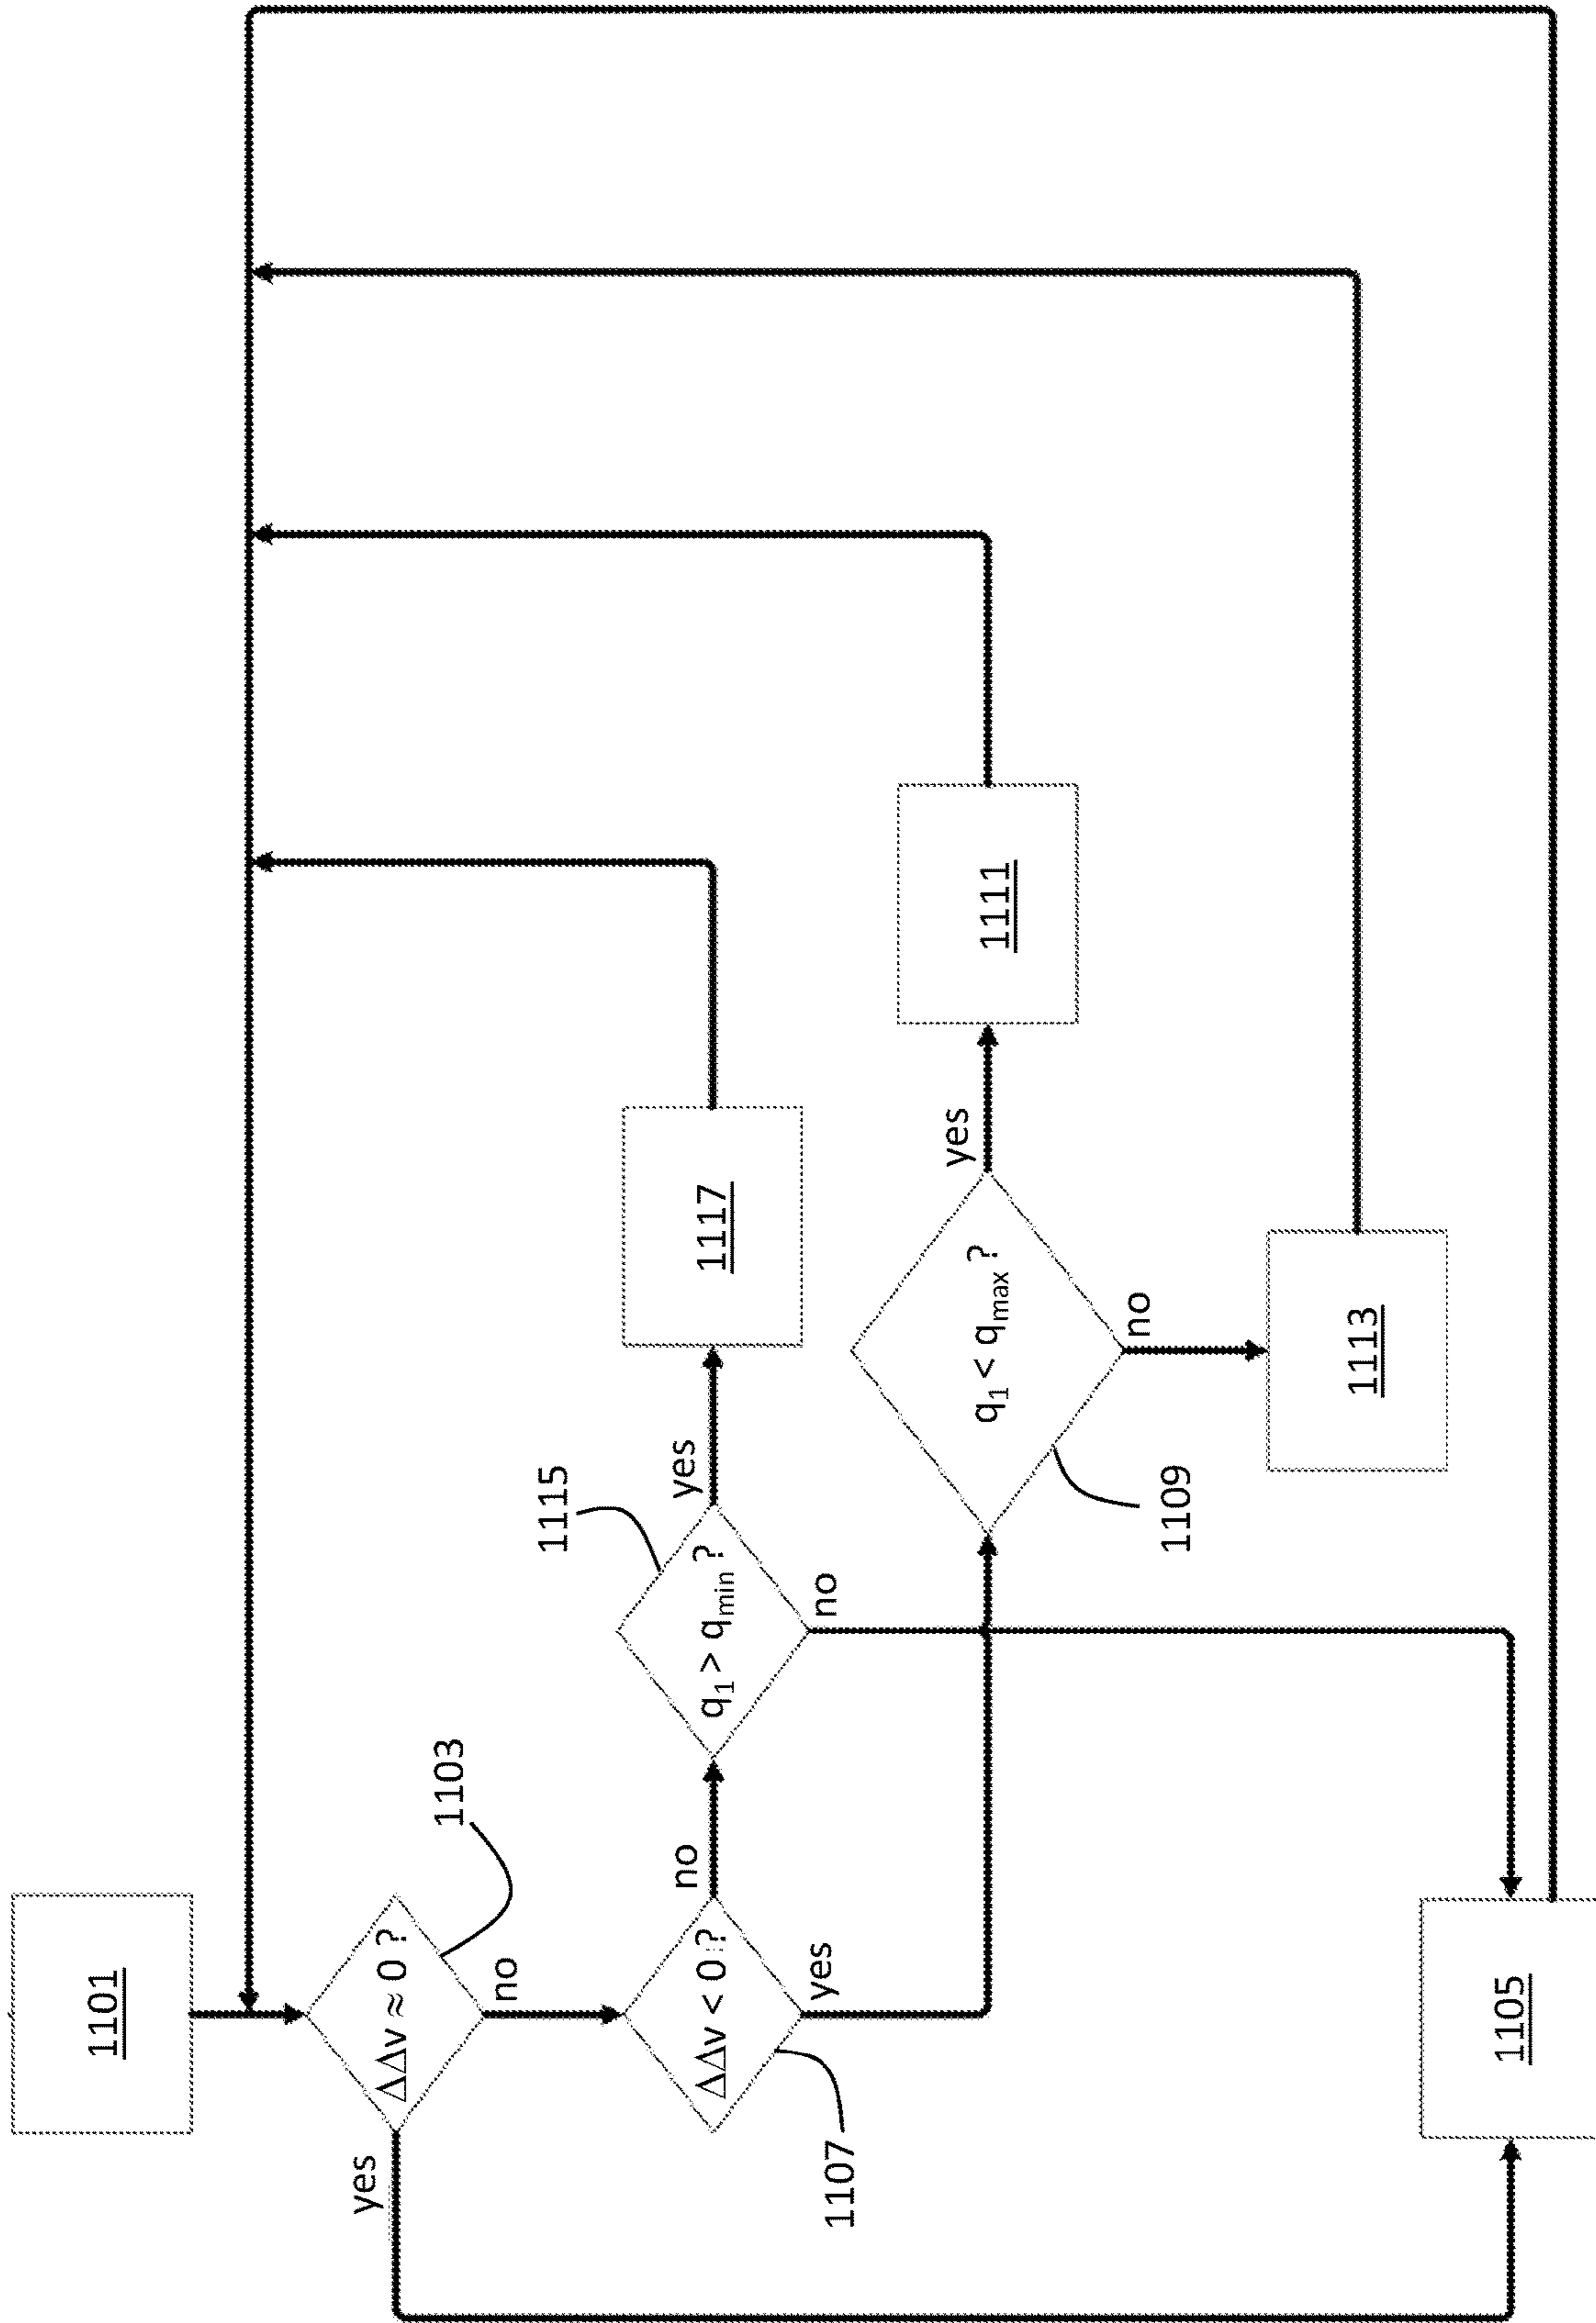 1101
ΔΔv ≈ 0 ?
1103
yes
no
ΔΔv < 0 ?
1107
no
yes
q1 > qmin ?
1115
yes
no
1117
q1 < qmax ?
1109
yes
no
1111
1113
1105